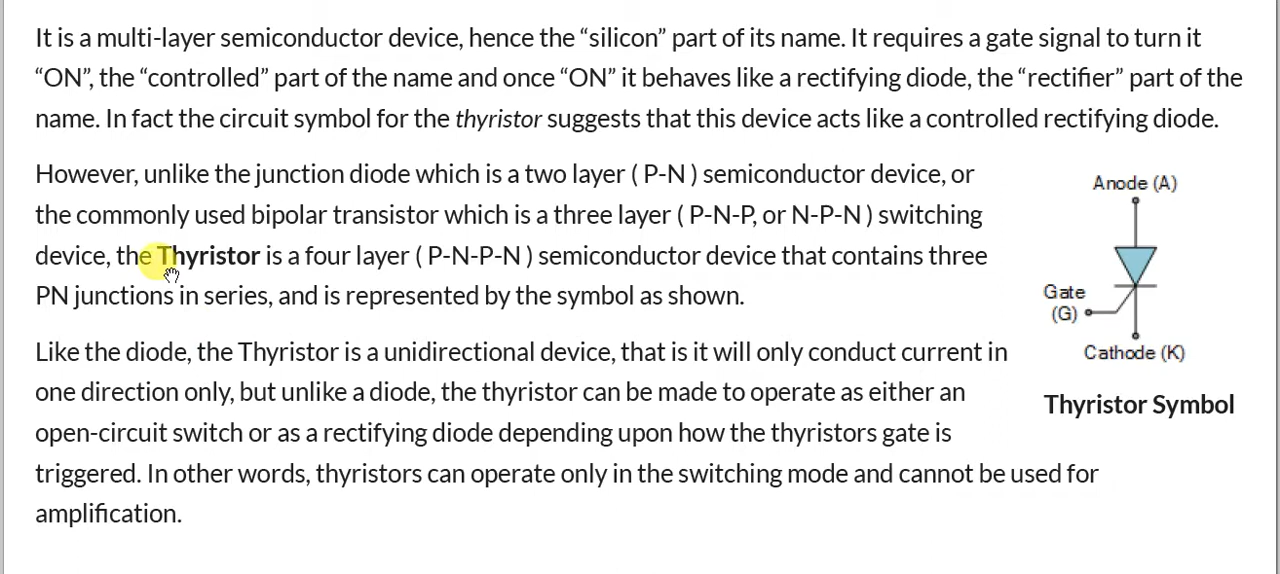 It is a multi-layer semiconductor device, hence the “silicon” part of its name. It requires a gate signal to turn it
“ON”, the “controlled” part of the name and once “ON” it behaves like a rectifying diode, the “rectifier” part of the
name. In fact the circuit symbol for the thyristor suggests that this device acts like a controlled rectifying diode.
However, unlike the junction diode which is a two layer ( P-N ) semiconductor device, or
the commonly used bipolar transistor which is a three layer ( P-N-P, or N-P-N ) switching
device, the Thyristor is a four layer ( P-N-P-N ) semiconductor device that contains three
PN junctions in series, and is represented by the symbol as shown.
Like the diode, the Thyristor is a unidirectional device, that is it will only conduct current in
one direction only, but unlike a diode, the thyristor can be made to operate as either an
open-circuit switch or as a rectifying diode depending upon how the thyristors gate is
triggered. In other words, thyristors can operate only in the switching mode and cannot be used for
amplification.
Anode (A)
Gate
(G)
Cathode (K)
Thyristor Symbol